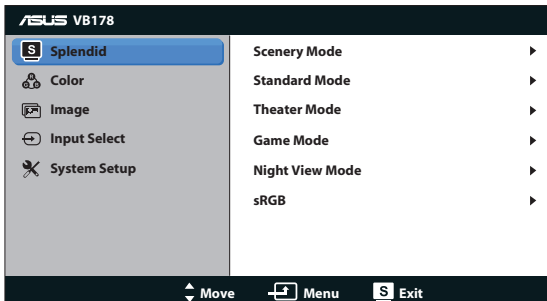 ASUS VB178
S Splendid
Color
Image
Input Select
System Setup
Scenery Mode
Standard Mode
Theater Mode
Game Mode
Night View Mode
sRGB
Move Menu S Exit